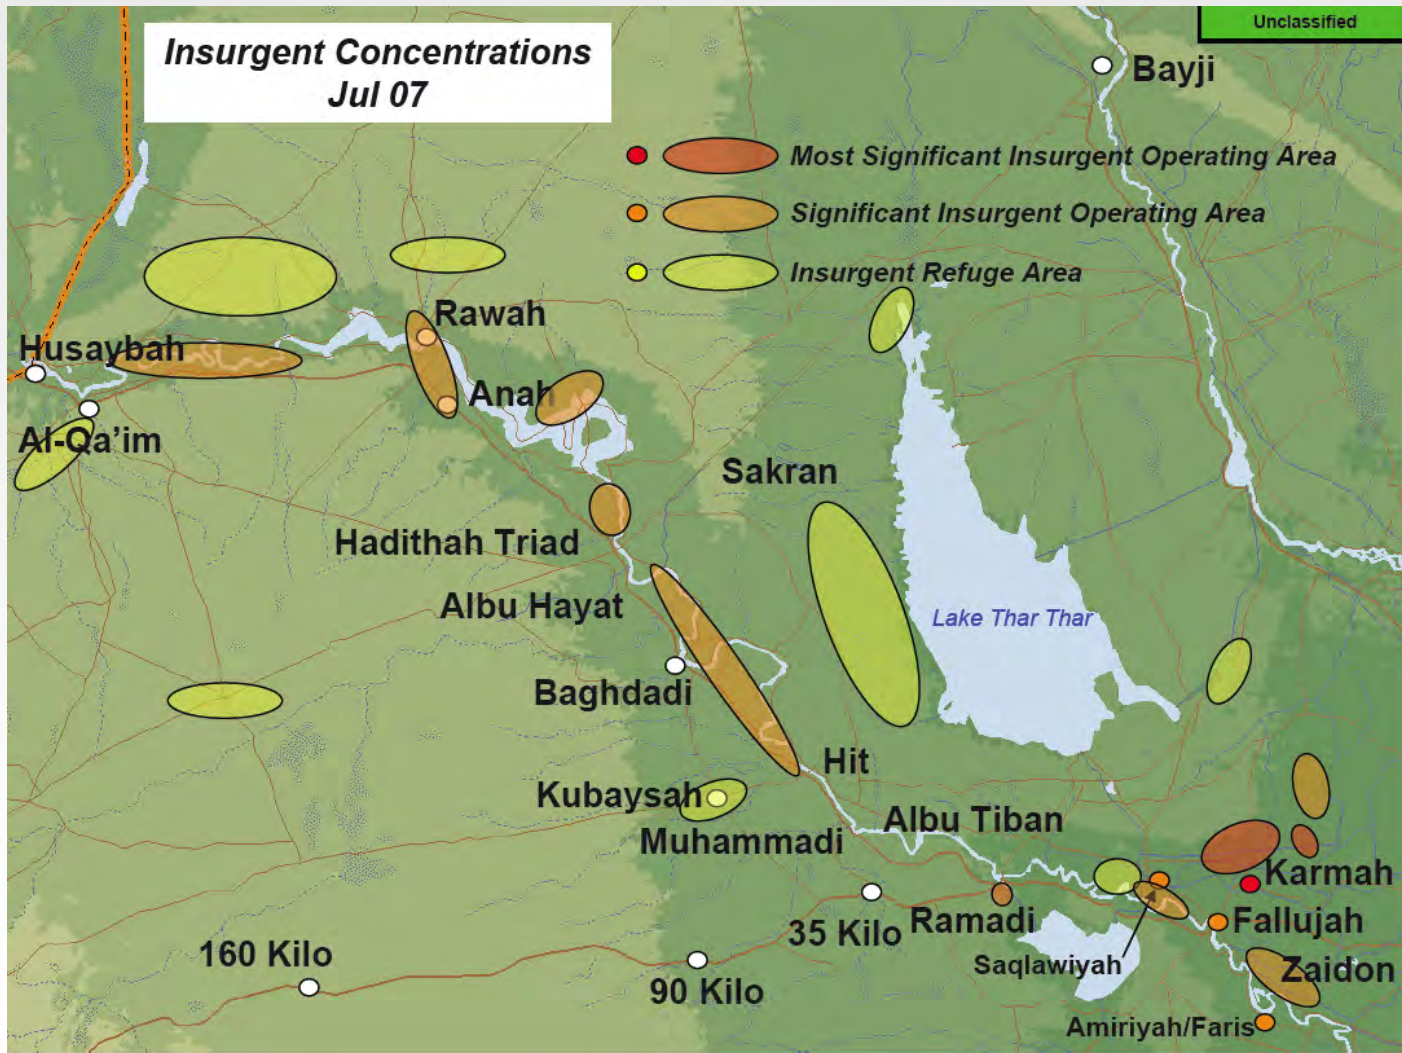 Unclassified
Insurgent Concentrations
Jul 07
Bayji
Most Significant Insurgent Operating Area
Significant Insurgent Operating Area
Insurgent Refuge Area
Rawah
Husaybah
Anah
Al-Qa'im
Sakran
Hadithah Triad
Albu Hayat
Lake Thar Thar
Baghdadi
Hit
Kubaysah
Albu Tiban
Muhammadi
Karmah
Ramadi
Fallujah
35 Kilo
160 Kilo
Saqlawiyah
Zaidon
90 Kilo
Amiriyah/Faris